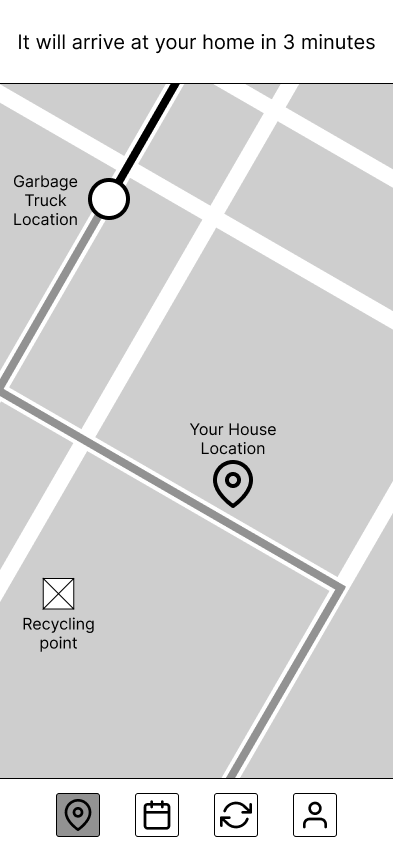 It will arrive at your home in 3 minutes
Garbage
Truck
Location
Your House
Location
Recycling
point